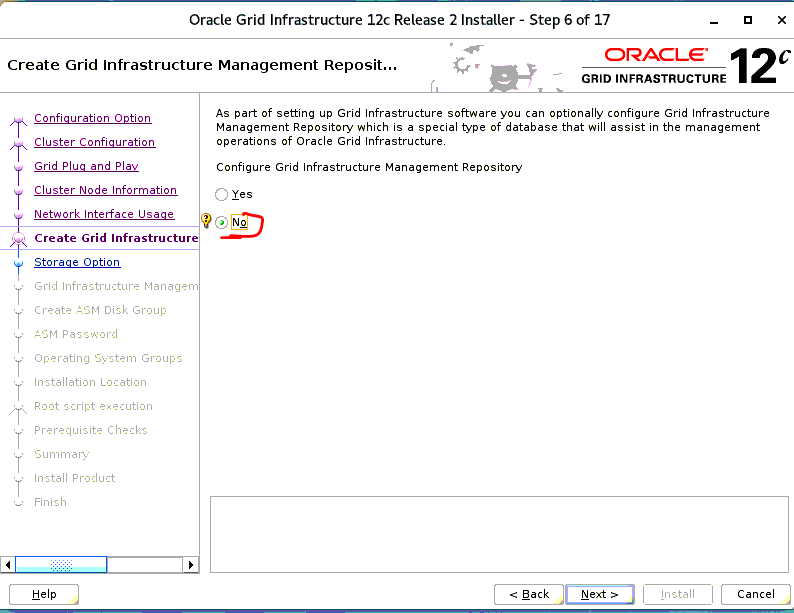 Oracle Grid Infrastructure 12c Release 2 Installer - Step 6 of 17
Create Grid Infrastructure Management Reposit...
ORACLE
GRID INFRASTRUCTURE
12c
Configuration Option
Cluster Configuration
Grid Plug and Play
Cluster Node Information
Network Interface Usage
Create Grid Infrastructure
Storage Option
Grid Infrastructure Managem
Create ASM Disk Group
ASM Password
Operating System Groups
Installation Location
Root script execution
Prerequisite Checks
Summary
Install Product
Finish
As part of setting up Grid Infrastructure software you can optionally configure Grid Infrastructure
Management Repository which is a special type of database that will assist in the management
operations of Oracle Grid Infrastructure.
Configure Grid Infrastructure Management Repository
Yes
No
Help
< Back
Next >
Install
Cancel